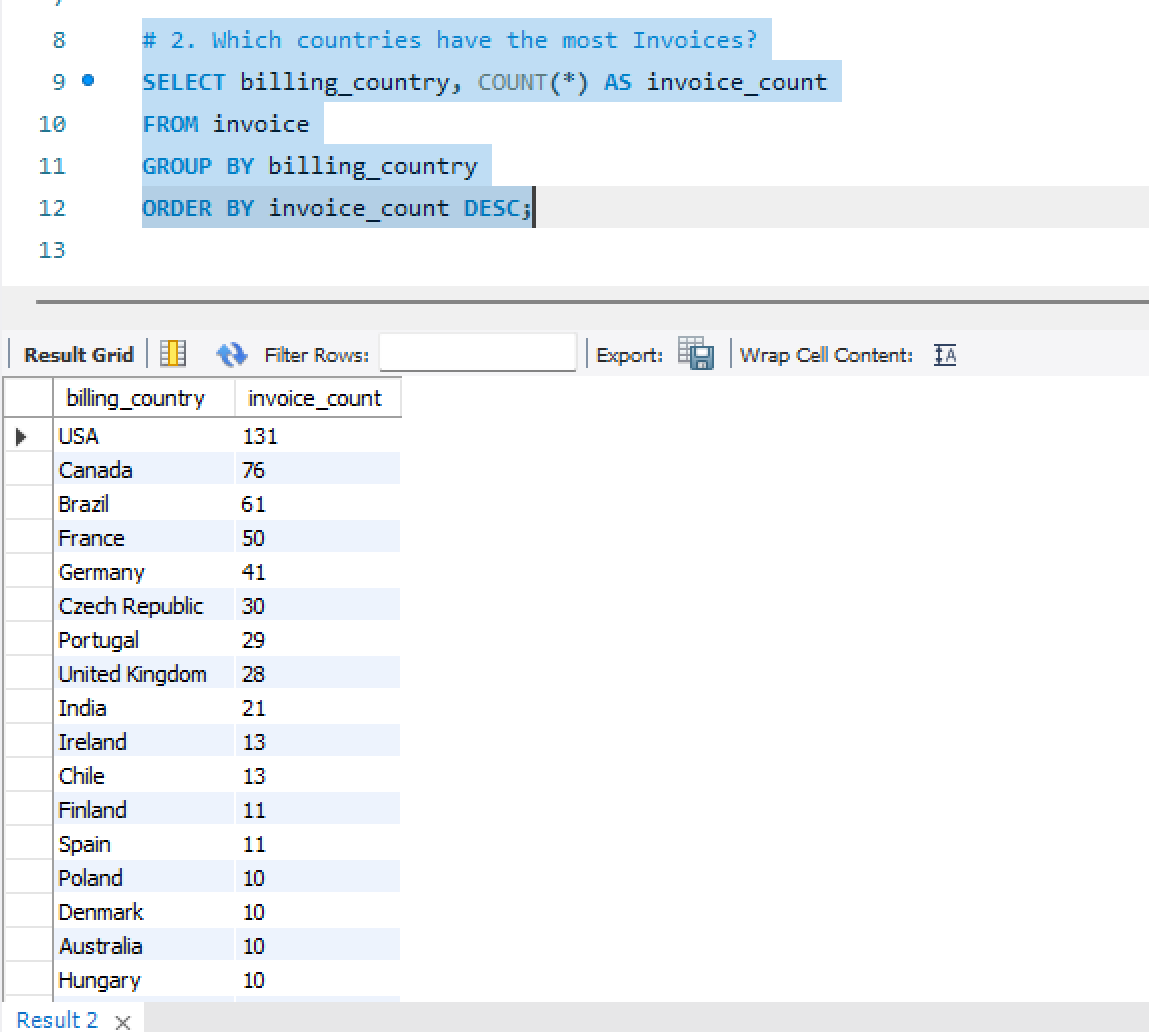 8 # 2. Which countries have the most Invoices?
9 SELECT billing_country, COUNT(*) AS invoice_count
10 FROM invoice
11 GROUP BY billing_country
12 ORDER BY invoice_count DESC;
13
Result Grid Filter Rows: Export: Wrap Cell Content: IA
billing_country invoice_count
USA 131
Canada 76
Brazil 61
France 50
Germany 41
Czech Republic 30
Portugal 29
United Kingdom 28
India 21
Ireland 13
Chile 13
Finland 11
Spain 11
Poland 10
Denmark 10
Australia 10
Hungary 10
Result 2 ×